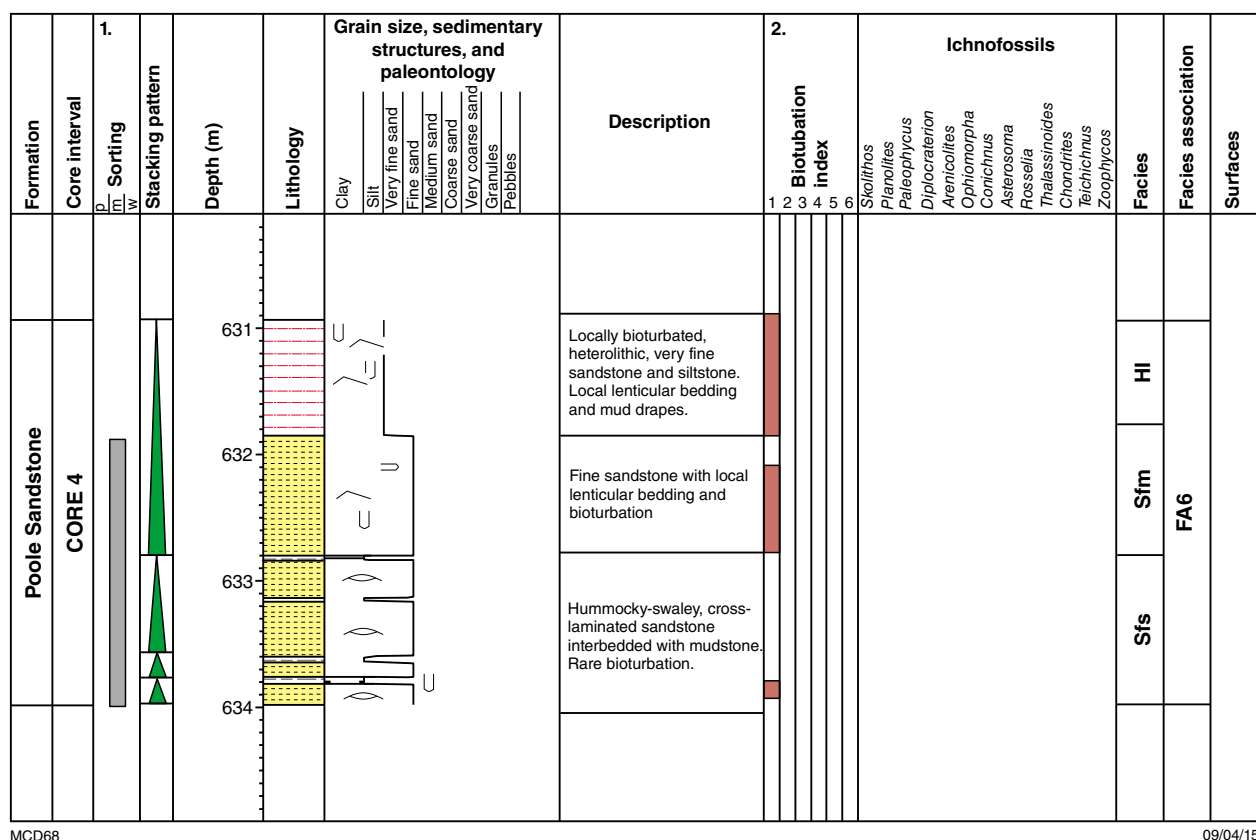 1.
2.
Formation
Core interval
Sorting
p
m
w
Stacking pattern
Depth (m)
Lithology
Grain size, sedimentary
structures, and
paleontology
Clay
Silt
Very fine sand
Fine sand
Medium sand
Coarse sand
Very coarse sand
Granules
Pebbles
Description
Biotubation
index
1 2 3 4 5 6
Ichnofossils
Skolithos
Planolites
Paleophycus
Diplocraterion
Arenicolites
Ophiomorpha
Conichnus
Asterosoma
Rosselia
Thalassinoides
Chondrites
Teichichnus
Zoophycos
Facies
Facies association
Surfaces
Poole Sandstone
CORE 4
631
632
633
634
Locally bioturbated,
heterolithic, very fine
sandstone and siltstone.
Local lenticular bedding
and mud drapes.
Fine sandstone with local
lenticular bedding and
bioturbation
Hummocky-swaley, cross-
laminated sandstone
interbedded with mudstone.
Rare bioturbation.
Hl
Sfm
Sfs
FA6
MCD68
09/04/15